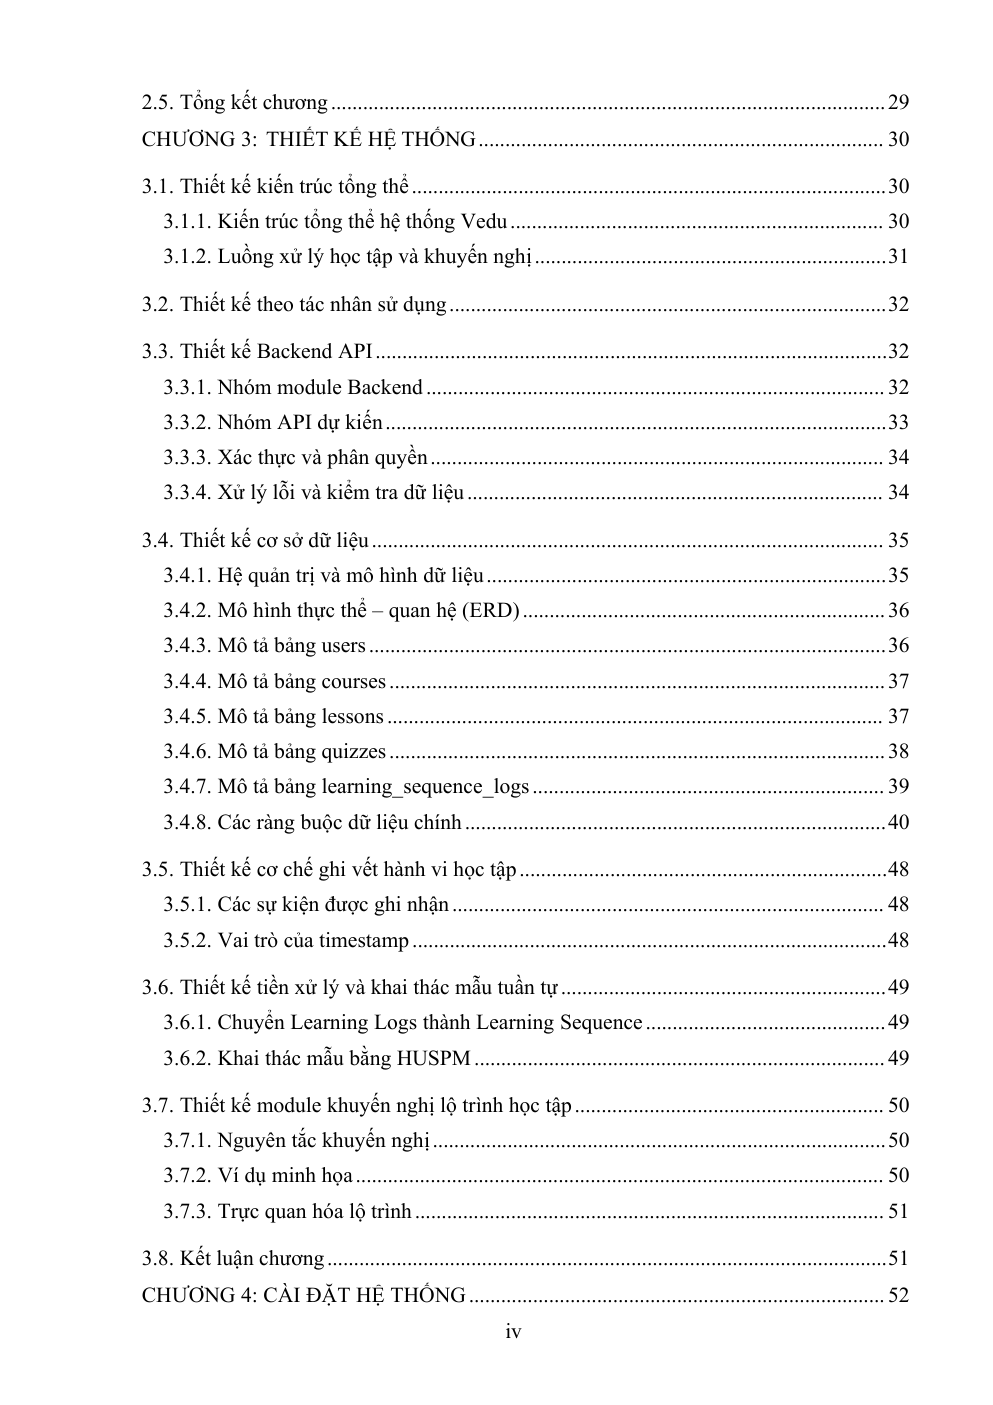 2.5. Tổng kết chương 29
CHƯƠNG 3: THIẾT KẾ HỆ THỐNG 30
3.1. Thiết kế kiến trúc tổng thể 30
3.1.1. Kiến trúc tổng thể hệ thống Vedu 30
3.1.2. Luồng xử lý học tập và khuyến nghị 31
3.2. Thiết kế theo tác nhân sử dụng 32
3.3. Thiết kế Backend API 32
3.3.1. Nhóm module Backend 32
3.3.2. Nhóm API dự kiến 33
3.3.3. Xác thực và phân quyền 34
3.3.4. Xử lý lỗi và kiểm tra dữ liệu 34
3.4. Thiết kế cơ sở dữ liệu 35
3.4.1. Hệ quản trị và mô hình dữ liệu 35
3.4.2. Mô hình thực thể – quan hệ (ERD) 36
3.4.3. Mô tả bảng users 36
3.4.4. Mô tả bảng courses 37
3.4.5. Mô tả bảng lessons 37
3.4.6. Mô tả bảng quizzes 38
3.4.7. Mô tả bảng learning_sequence_logs 39
3.4.8. Các ràng buộc dữ liệu chính 40
3.5. Thiết kế cơ chế ghi vết hành vi học tập 48
3.5.1. Các sự kiện được ghi nhận 48
3.5.2. Vai trò của timestamp 48
3.6. Thiết kế tiền xử lý và khai thác mẫu tuần tự 49
3.6.1. Chuyển Learning Logs thành Learning Sequence 49
3.6.2. Khai thác mẫu bằng HUSPM 49
3.7. Thiết kế module khuyến nghị lộ trình học tập 50
3.7.1. Nguyên tắc khuyến nghị 50
3.7.2. Ví dụ minh họa 50
3.7.3. Trực quan hóa lộ trình 51
3.8. Kết luận chương 51
CHƯƠNG 4: CÀI ĐẶT HỆ THỐNG 52
iv